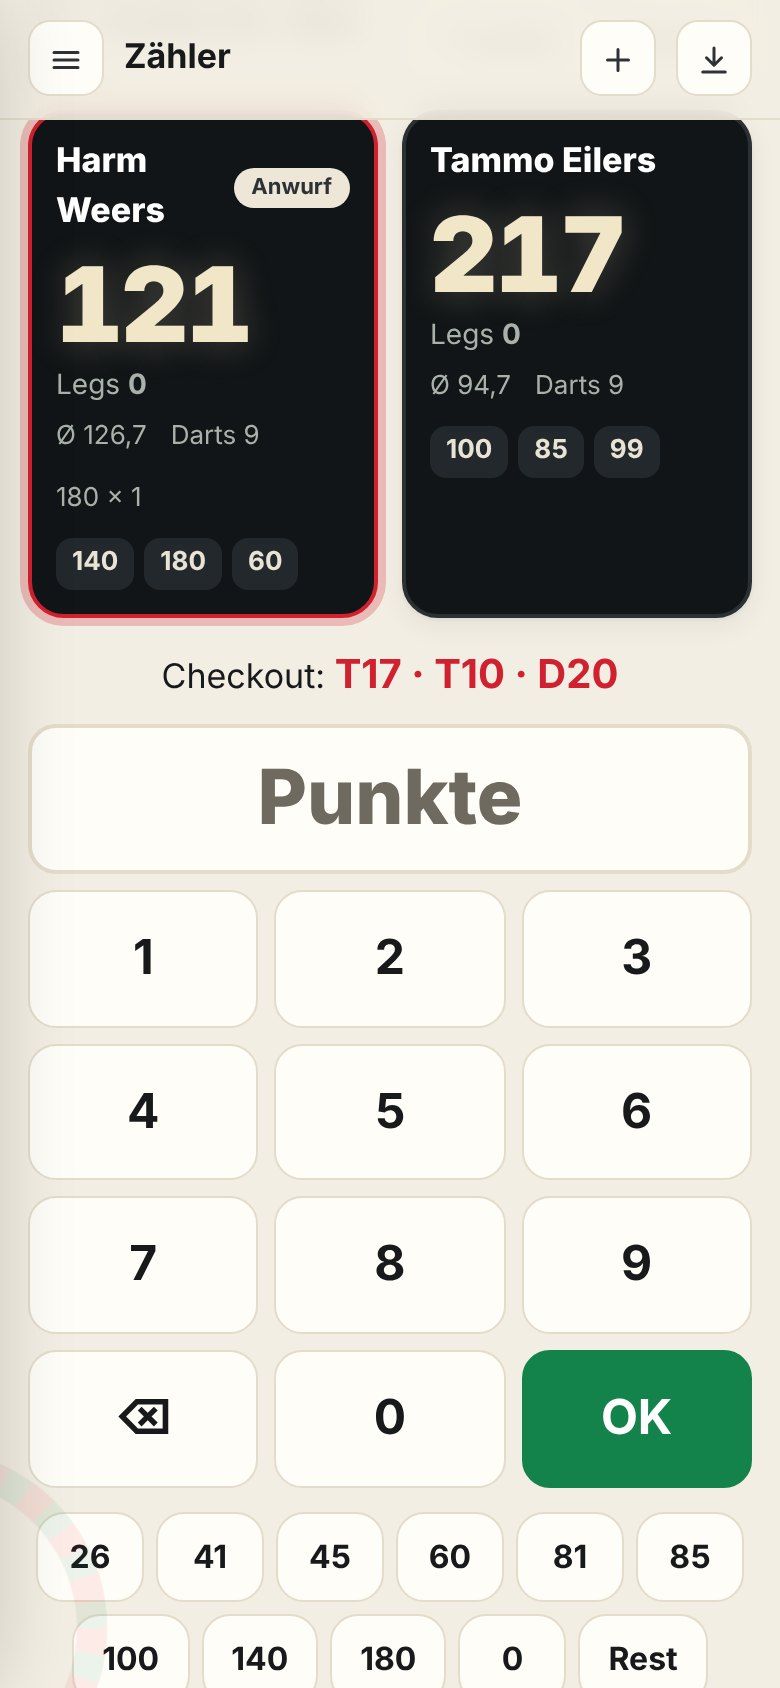 Zähler
Harm
Weers
Anwurf
121
Legs 0
Ø 126,7 Darts 9
180 × 1
140 180 60
Tammo Eilers
217
Legs 0
Ø 94,7 Darts 9
100 85 99
Checkout: T17 · T10 · D20
Punkte
1 2 3
4 5 6
7 8 9
0 OK
26 41 45 60 81 85
100 140 180 0 Rest